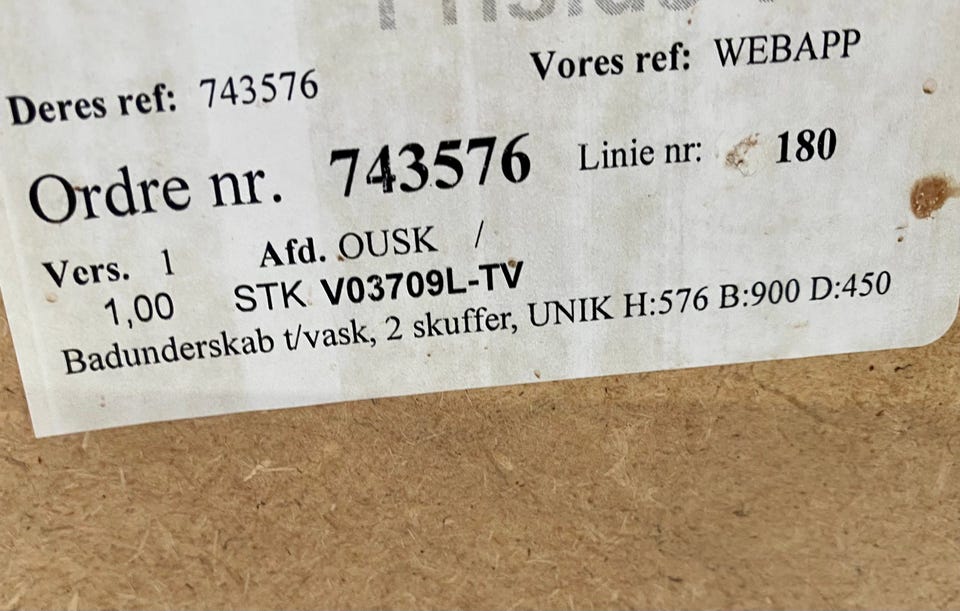 Deres ref: 743576 Vores ref: WEBAPP
Ordre nr. 743576 Linie nr: 180
Vers. 1 Afd. OUSK /
1,00 STK V03709L-TV
Badunderskab t/vask, 2 skuffer, UNIK H:576 B:900 D:450